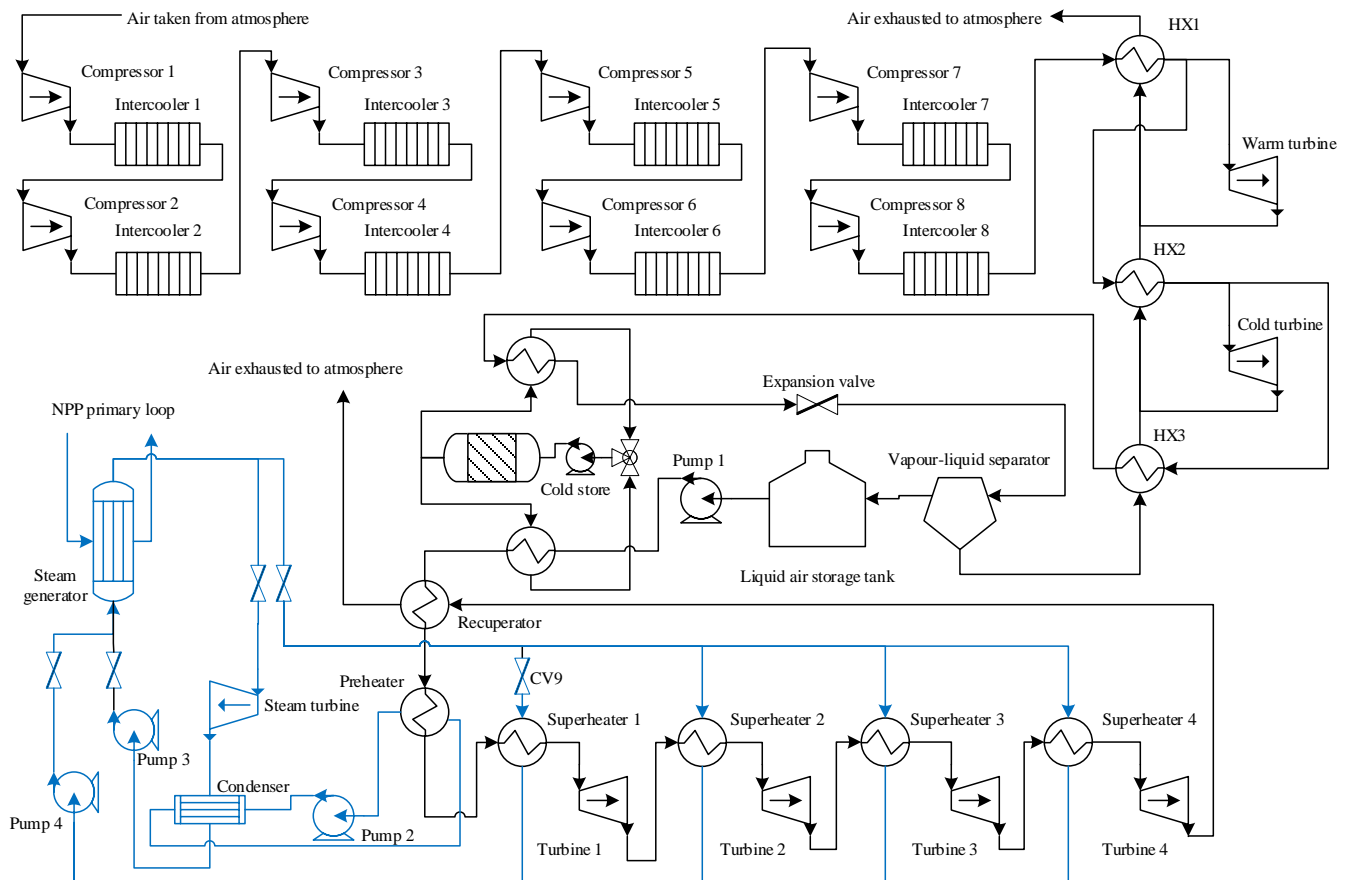 Air taken from atmosphere
Air exhausted to atmosphere
HX1
Compressor 1
Compressor 3
Compressor 5
Compressor 7
Intercooler 1
Intercooler 3
Intercooler 5
Intercooler 7
Warm turbine
Compressor 2
Compressor 4
Compressor 6
Compressor 8
Intercooler 2
Intercooler 4
Intercooler 6
Intercooler 8
HX2
Cold turbine
Air exhausted to atmosphere
Expansion valve
NPP primary loop
HX3
Pump 1
Vapour-liquid separator
Cold store
Steam
generator
Liquid air storage tank
Recuperator
Preheater
CV9
Steam turbine
Superheater 1
Superheater 2
Superheater 3
Superheater 4
Pump 3
Condenser
Pump 4
Pump 2
Turbine 1
Turbine 2
Turbine 3
Turbine 4